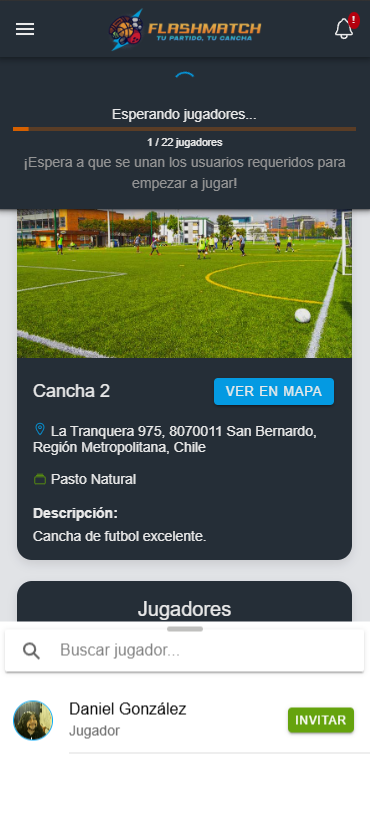 FLASHMATCH
TU PARTIDO, TU CANCHA
!
Esperando jugadores...
1 / 22 jugadores
¡Espera a que se unan los usuarios requeridos para
empezar a jugar!
Cancha 2
VER EN MAPA
La Tranquera 975, 8070011 San Bernardo,
Región Metropolitana, Chile
Pasto Natural
Descripción:
Cancha de futbol excelente.
Jugadores
Buscar jugador...
Daniel González
Jugador
INVITAR